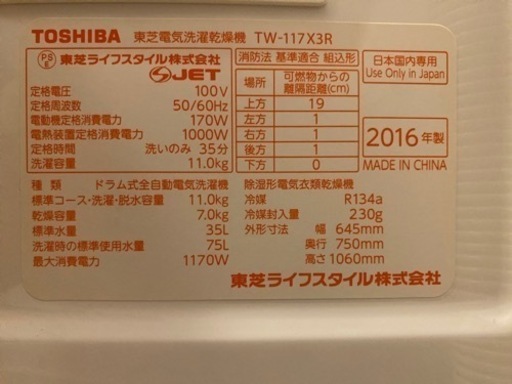 TOSHIBA 東芝電気洗濯乾燥機 TW-117X3R
PS E 東芝ライフスタイル株式会社
S JET
定格電圧 100V
定格周波数 50/60Hz
電動機定格消費電力 170W
電熱装置定格消費電力 1000W
定格時間 洗いのみ 35分
洗濯容量 11.0kg
消防法 基準適合 組込形
場所 可燃物からの離隔距離(cm)
上方 19
左方 1
右方 1
後方 1
下方 0
日本国内専用
Use Only in Japan
2016年製
MADE IN CHINA
種類 ドラム式全自動電気洗濯機
標準コース・洗濯・脱水容量 11.0kg
乾燥容量 7.0kg
標準水量 35L
洗濯時の標準使用水量 75L
最大消費電力 1170W
除湿形電気衣類乾燥機
冷媒 R134a
冷媒封入量 230g
外形寸法 幅 645mm
奥行 750mm
高さ 1060mm
東芝ライフスタイル株式会社